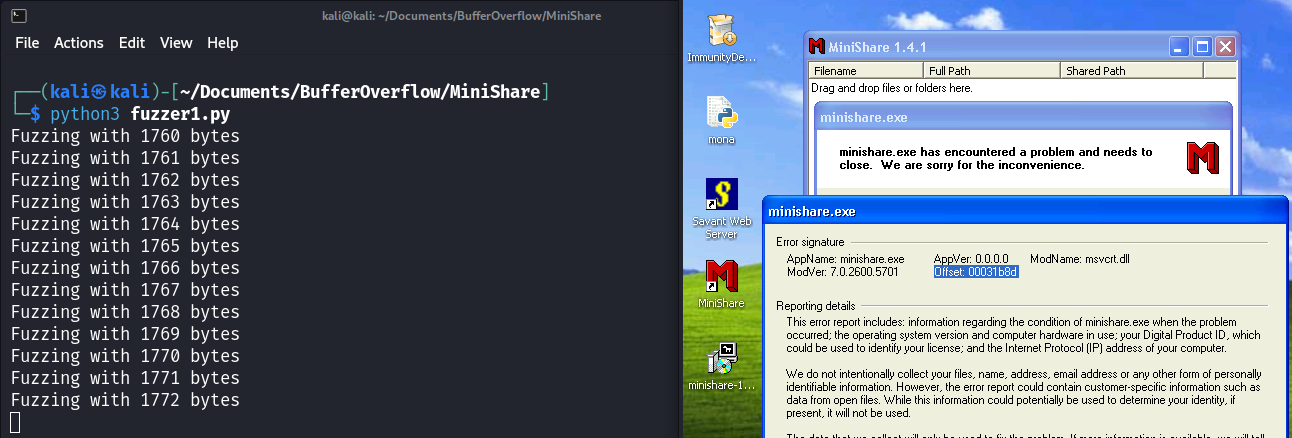 kali@kali: ~/Documents/BufferOverflow/MiniShare
File Actions Edit View Help
(kali㉿kali)-[~/Documents/BufferOverflow/MiniShare]
$ python3 fuzzer1.py
Fuzzing with 1760 bytes
Fuzzing with 1761 bytes
Fuzzing with 1762 bytes
Fuzzing with 1763 bytes
Fuzzing with 1764 bytes
Fuzzing with 1765 bytes
Fuzzing with 1766 bytes
Fuzzing with 1767 bytes
Fuzzing with 1768 bytes
Fuzzing with 1769 bytes
Fuzzing with 1770 bytes
Fuzzing with 1771 bytes
Fuzzing with 1772 bytes
ImmunityDe...
mona
Savant Web
Server
MiniShare
minishare-1...
MiniShare 1.4.1
Filename Full Path Shared Path
Drag and drop files or folders here.
minishare.exe
minishare.exe has encountered a problem and needs to
close. We are sorry for the inconvenience.
minishare.exe
Error signature
AppName: minishare.exe AppVer: 0.0.0.0 ModName: msvcrt.dll
ModVer: 7.0.2600.5701 Offset: 00031b8d
Reporting details
This error report includes: information regarding the condition of minishare.exe when the problem
occurred; the operating system version and computer hardware in use; your Digital Product ID, which
could be used to identify your license; and the Internet Protocol (IP) address of your computer.
We do not intentionally collect your files, name, address, email address or any other form of personally
identifiable information. However, the error report could contain customer-specific information such as
data from open files. While this information could potentially be used to determine your identity, if
present, it will not be used.